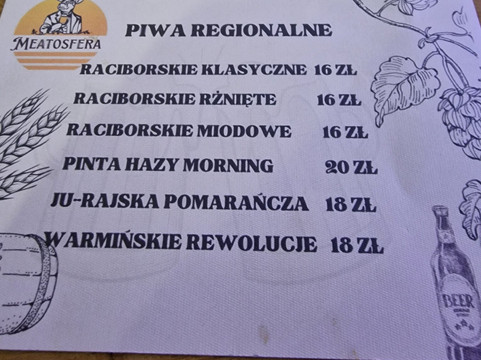 MEATOSFERA
PIWA REGIONALNE
RACIBORSKIE KLASYCZNE 16 ZŁ
RACIBORSKIE RŻNIĘTE 16 ZŁ
RACIBORSKIE MIODOWE 16 ZŁ
PINTA HAZY MORNING 20 ZŁ
JU-RAJSKA POMARAŃCZA 18 ZŁ
WARMIŃSKIE REWOLUCJE 18 ZŁ
BEER